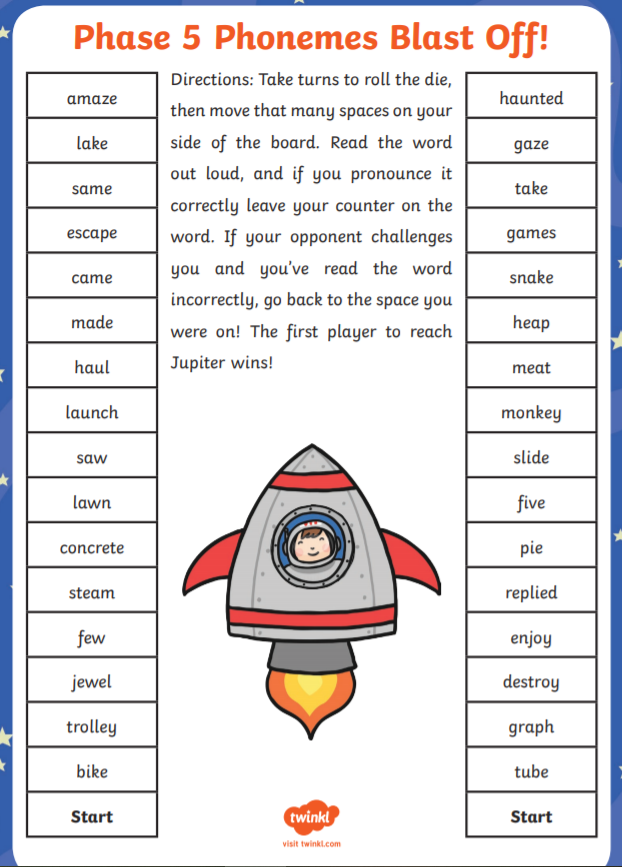 Phase 5 Phonemes Blast Off!
amaze
lake
same
escape
came
made
haul
launch
saw
lawn
concrete
steam
few
jewel
trolley
bike
Start
Directions: Take turns to roll the die,
then move that many spaces on your
side of the board. Read the word
out loud, and if you pronounce it
correctly leave your counter on the
word. If your opponent challenges
you and you've read the word
incorrectly, go back to the space you
were on! The first player to reach
Jupiter wins!
haunted
gaze
take
games
snake
heap
meat
monkey
slide
five
pie
replied
enjoy
destroy
graph
tube
Start
twinkl
visit twinkl.com